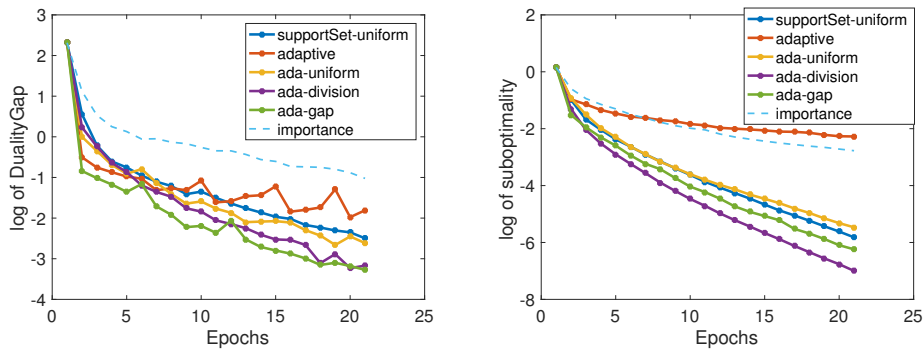 log of DualityGap
3
2
1
0
-1
-2
-3
-4
0
5
10
15
20
25
Epochs
supportSet-uniform
adaptive
ada-uniform
ada-division
ada-gap
importance
log of suboptimality
2
0
-2
-4
-6
-8
0
5
10
15
20
25
Epochs
supportSet-uniform
adaptive
ada-uniform
ada-division
ada-gap
importance